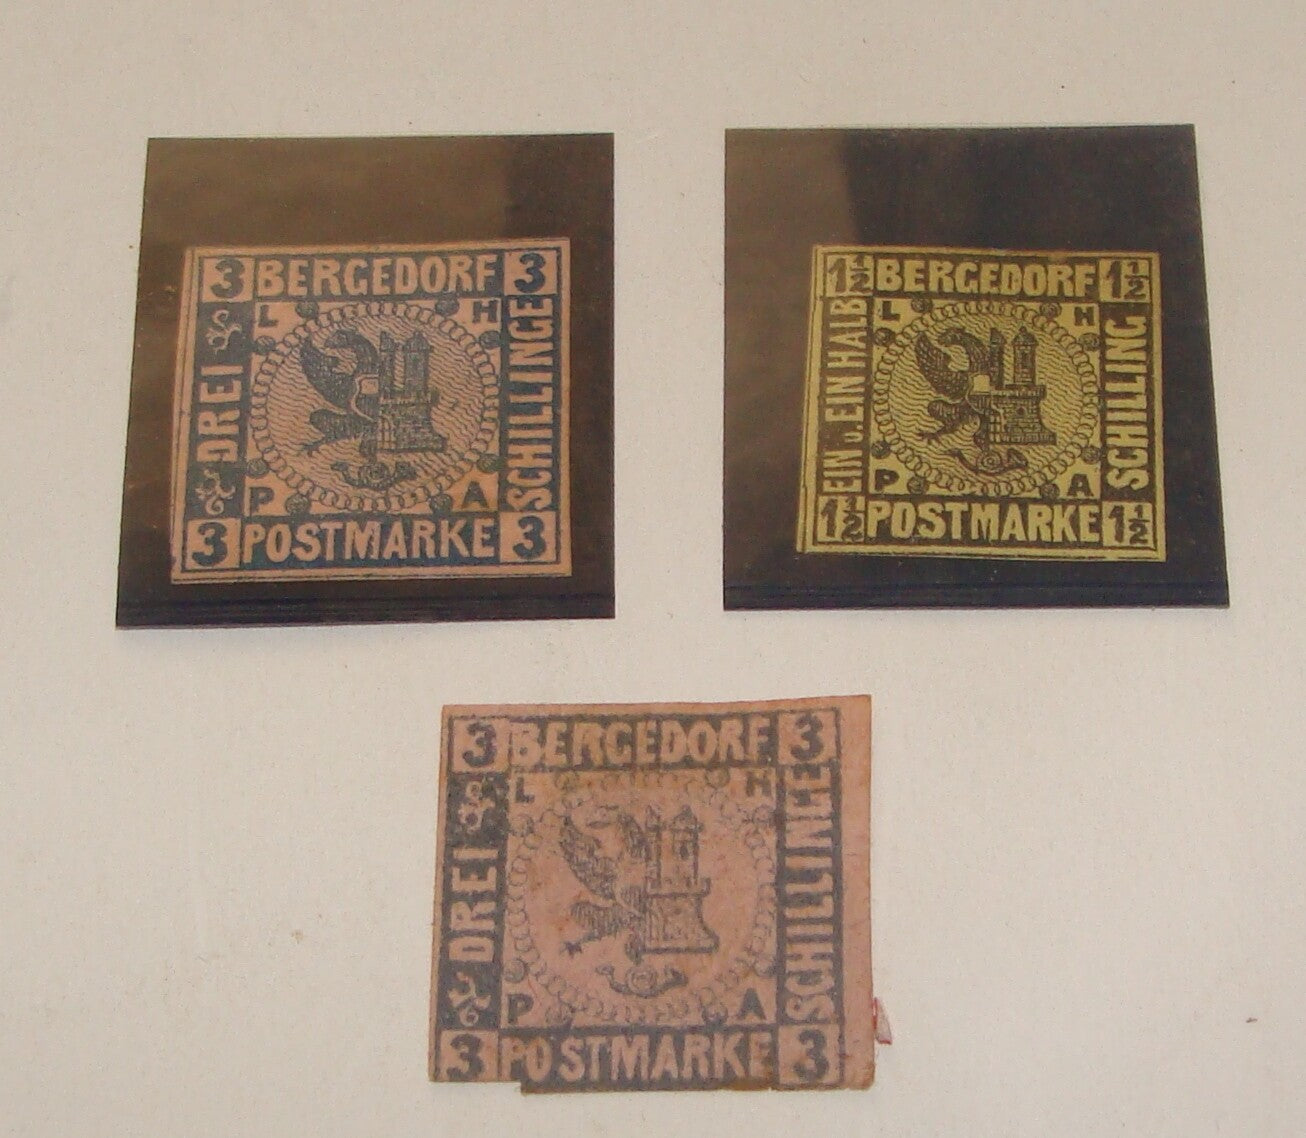 3 BERGEDORF 3
L H
DREI
SCHILLINGE
P A
3 POSTMARKE 3
1½ BERGEDORF 1½
L H
EIN u. EIN HALB
SCHILLING
P A
1½ POSTMARKE 1½
3 BERGEDORF 3
L H
DREI
SCHILLINGE
P A
3 POSTMARKE 3